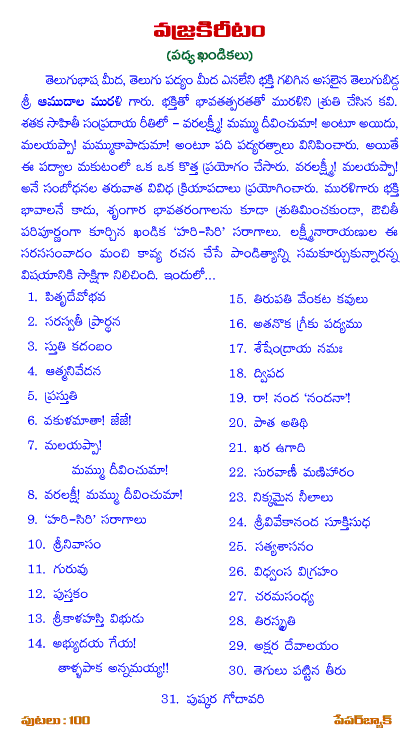 వజ్రకిరీటం
(పద్య ఖండికలు)
తెలుగుభాష మీద, తెలుగు పద్యం మీద ఎనలేని భక్తి గలిగిన అసలైన తెలుగుబిడ్డ
శ్రీ ఆముదాల మురళి గారు. భక్తితో భావతత్పరతతో మురళిని శ్రుతి చేసిన కవి.
శతక సాహితీ సంప్రదాయ రీతిలో – వరలక్ష్మీ! మమ్ము దీవించుమా! అంటూ అయిదు,
మలయప్పా! మమ్ముకాపాడుమా! అంటూ పది పద్యరత్నాలు వినిపించారు. అయితే
ఈ పద్యాల మకుటంలో ఒక ఒక కొత్త ప్రయోగం చేసారు. వరలక్ష్మీ! మలయప్పా!
అనే సంబోధనల తరువాత వివిధ క్రియాపదాలు ప్రయోగించారు. మురళిగారు భక్తి
భావాలనే కాదు, శృంగార భావతరంగాలను కూడా శ్రుతిమించకుండా, ఔచితీ
పరిపూర్ణంగా కూర్చిన ఖండిక ‘హరి–సిరి’ సరాగాలు. లక్ష్మీనారాయణుల ఈ
సరససంవాదం మంచి కావ్య రచన చేసే పాండిత్యాన్ని సమకూర్చుకున్నారన్న
విషయానికి సాక్షిగా నిలిచింది. ఇందులో...
1. పితృదేవోభవ
2. సరస్వతీ ప్రార్థన
3. స్తుతి కదంబం
4. ఆత్మనివేదన
5. ప్రస్తుతి
6. వకుళమాతా! జేజే!
7. మలయప్పా!
మమ్ము దీవించుమా!
8. వరలక్షీ! మమ్ము దీవించుమా!
9. ‘హరి-సిరి’ సరాగాలు
10. శ్రీనివాసం
11. గురువు
12. పుస్తకం
13. శ్రీకాళహస్తి విభుడు
14. అభ్యుదయ గేయ!
తాళ్ళపాక అన్నమయ్య!!
15. తిరుపతి వేంకట కవులు
16. అతనొక గ్రీకు పద్యము
17. శేషేంద్రాయ నమః
18. ద్విపద
19. రా! నంద ‘నందనా’!
20. పాత అతిథి
21. ఖర ఉగాది
22. సురవాణీ మణిహారం
23. నిక్కమైన నీలాలు
24. శ్రీవివేకానంద సూక్తిసుధ
25. సత్యశాసనం
26. విధ్వంస విగ్రహం
27. చరమసంధ్య
28. తిరస్కృతి
29. అక్షర దేవాలయం
30. తెగులు పట్టిన తీరు
31. పుష్కర గోదావరి
పుటలు : 100
పేపర్‌బ్యాక్